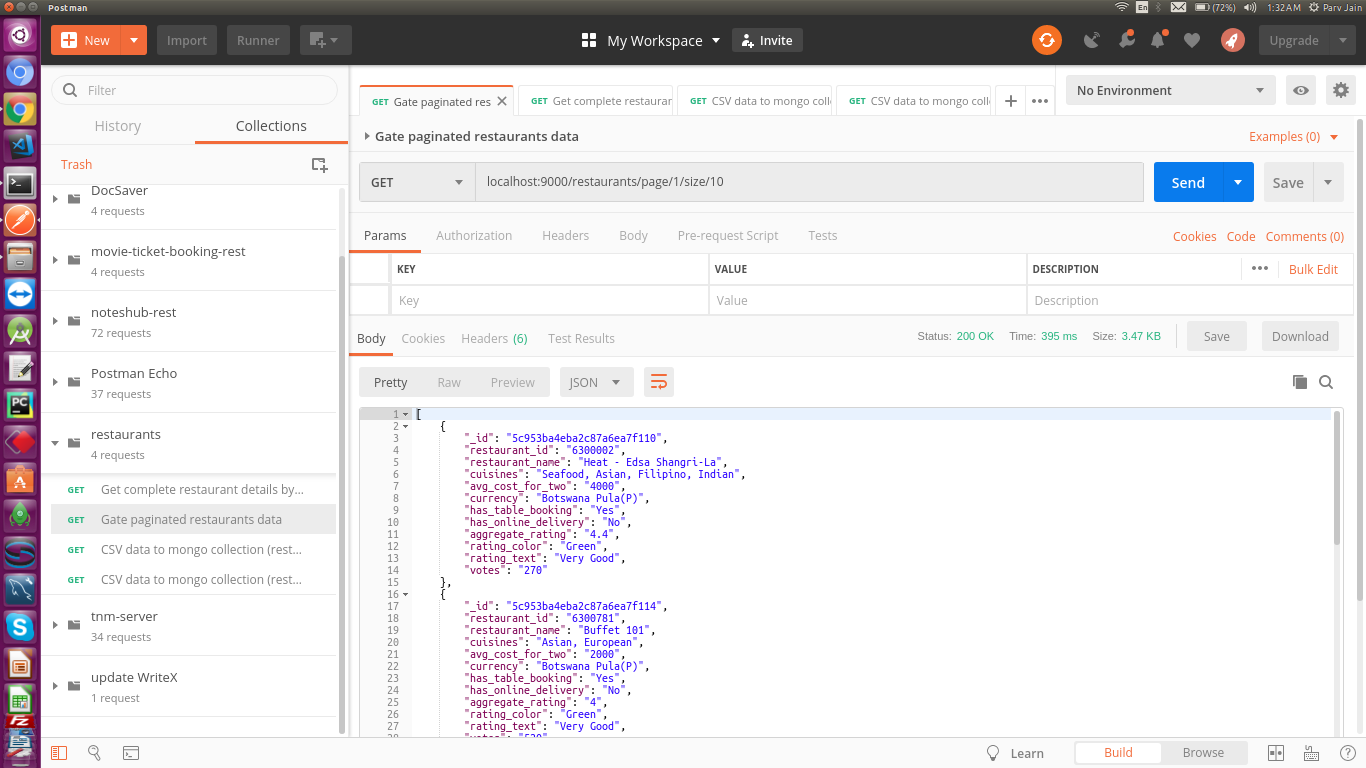 Postman
En
(72%)
1:32 AM
Parv Jain
New
Import
Runner
My Workspace
Invite
Upgrade
Filter
History
Collections
Trash
DocSaver
4 requests
movie-ticket-booking-rest
4 requests
noteshub-rest
72 requests
Postman Echo
37 requests
restaurants
4 requests
GET Get complete restaurant details by...
GET Gate paginated restaurants data
GET CSV data to mongo collection (rest...
GET CSV data to mongo collection (rest...
tnm-server
34 requests
update WriteX
1 request
GET Gate paginated res
GET Get complete restaurar
GET CSV data to mongo coll
GET CSV data to mongo coll
No Environment
Gate paginated restaurants data
Examples (0)
GET
localhost:9000/restaurants/page/1/size/10
Send
Save
Params Authorization Headers Body Pre-request Script Tests
Cookies Code Comments (0)
KEY VALUE DESCRIPTION
Bulk Edit
Key Value Description
Body Cookies Headers (6) Test Results
Status: 200 OK Time: 395 ms Size: 3.47 KB
Save
Download
Pretty Raw Preview
JSON
1 [
2 {
3 "_id": "5c953ba4eba2c87a6ea7f110",
4 "restaurant_id": "6300002",
5 "restaurant_name": "Heat - Edsa Shangri-La",
6 "cuisines": "Seafood, Asian, Filipino, Indian",
7 "avg_cost_for_two": "4000",
8 "currency": "Botswana Pula(P)",
9 "has_table_booking": "Yes",
10 "has_online_delivery": "No",
11 "aggregate_rating": "4.4",
12 "rating_color": "Green",
13 "rating_text": "Very Good",
14 "votes": "270"
15 },
16 {
17 "_id": "5c953ba4eba2c87a6ea7f114",
18 "restaurant_id": "6300781",
19 "restaurant_name": "Buffet 101",
20 "cuisines": "Asian, European",
21 "avg_cost_for_two": "2000",
22 "currency": "Botswana Pula(P)",
23 "has_table_booking": "Yes",
24 "has_online_delivery": "No",
25 "aggregate_rating": "4",
26 "rating_color": "Green",
27 "rating_text": "Very Good",
Learn
Build
Browse